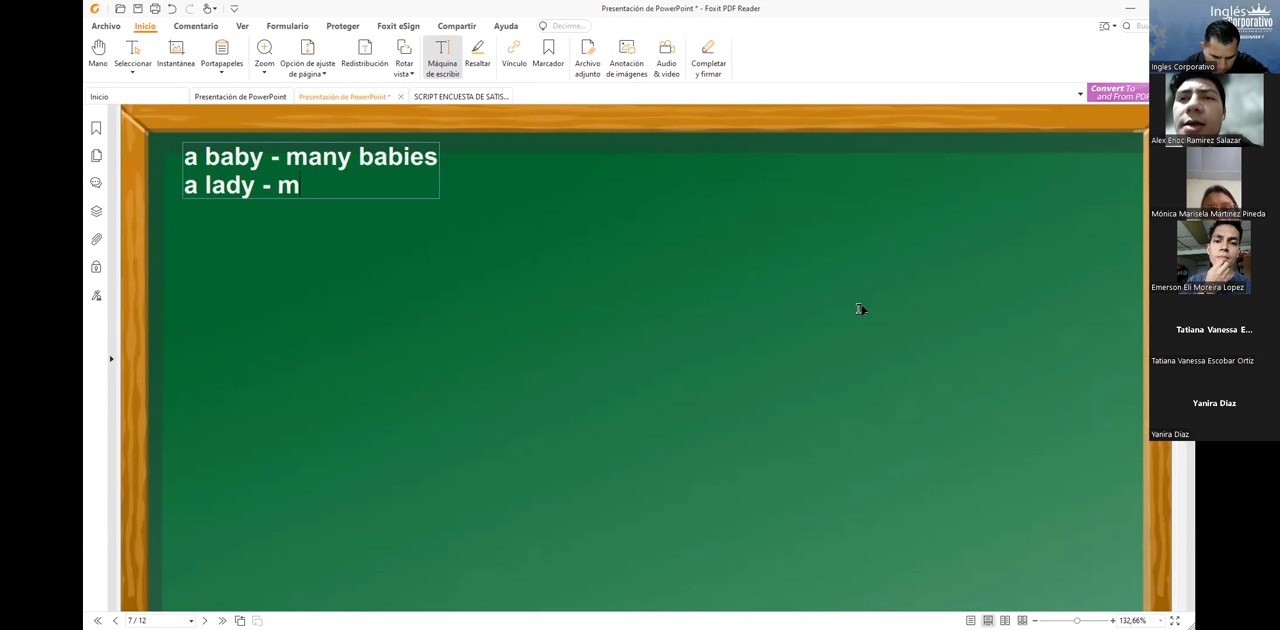 Presentación de PowerPoint * - Foxit PDF Reader
Archivo Inicio Comentario Ver Formulario Proteger Foxit eSign Compartir Ayuda Decirme...
Mano Seleccionar Instantánea Portapapeles Zoom Opción de ajuste de página Redistribución Rotar vista Máquina de escribir Resaltar Vínculo Marcador Archivo adjunto Anotación de imágenes Audio & video Completar y firmar
Inicio Presentación de PowerPoint Presentación de PowerPoint * SCRIPT ENCUESTA DE SATIS...
Convert To
and From PDF
a baby - many babies
a lady - m
Inglés
Corporativo
BEGINNER
Ingles Corporativo
Alex Enoc Ramirez Salazar
Mónica Marisela Martínez Pineda
Emerson Eli Moreira Lopez
Tatiana Vanessa E...
Tatiana Vanessa Escobar Ortiz
Yanira Diaz
Yanira Diaz
7 / 12
132,66%